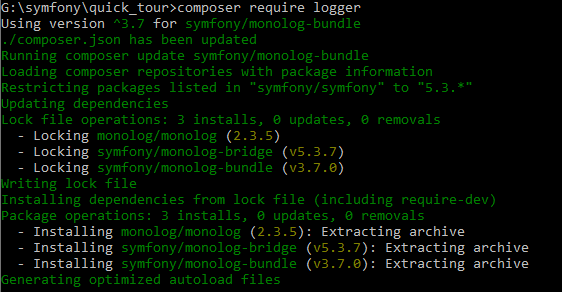 G:\symfony\quick_tour>composer require logger
Using version ^3.7 for symfony/monolog-bundle
./composer.json has been updated
Running composer update symfony/monolog-bundle
Loading composer repositories with package information
Restricting packages listed in "symfony/symfony" to "5.3.*"
Updating dependencies
Lock file operations: 3 installs, 0 updates, 0 removals
  - Locking monolog/monolog (2.3.5)
  - Locking symfony/monolog-bridge (v5.3.7)
  - Locking symfony/monolog-bundle (v3.7.0)
Writing lock file
Installing dependencies from lock file (including require-dev)
Package operations: 3 installs, 0 updates, 0 removals
  - Installing monolog/monolog (2.3.5): Extracting archive
  - Installing symfony/monolog-bridge (v5.3.7): Extracting archive
  - Installing symfony/monolog-bundle (v3.7.0): Extracting archive
Generating optimized autoload files